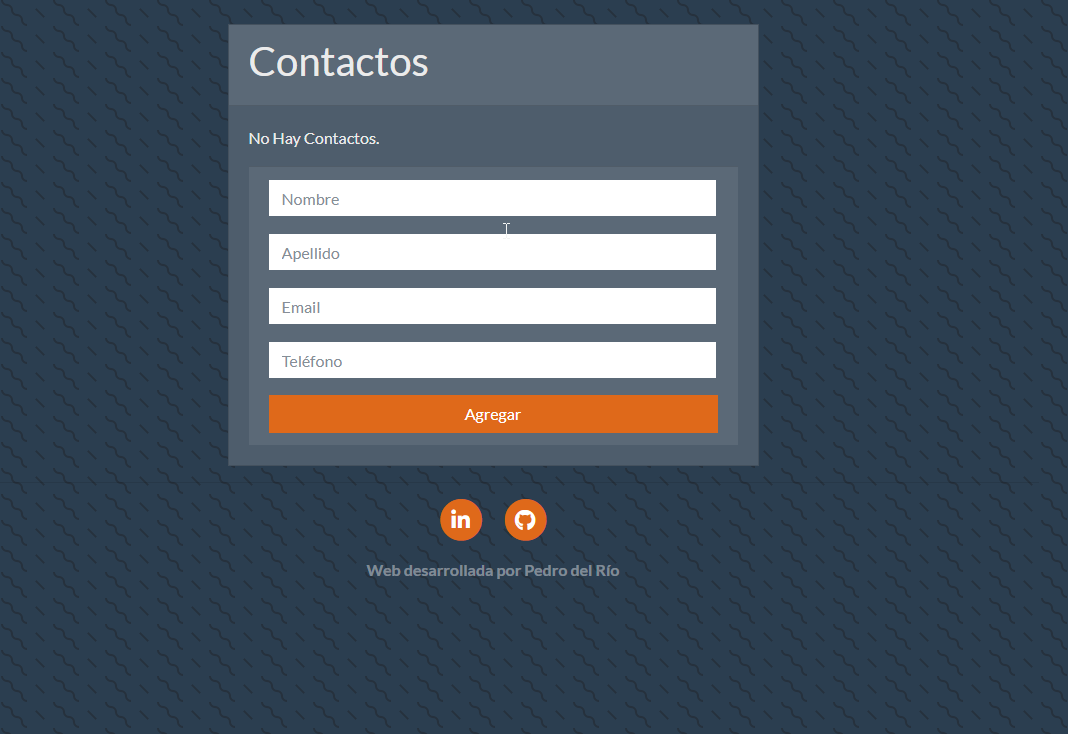 Contactos
No Hay Contactos.
Nombre
Apellido
Email
Teléfono
Agregar
in
Web desarrollada por Pedro del Río